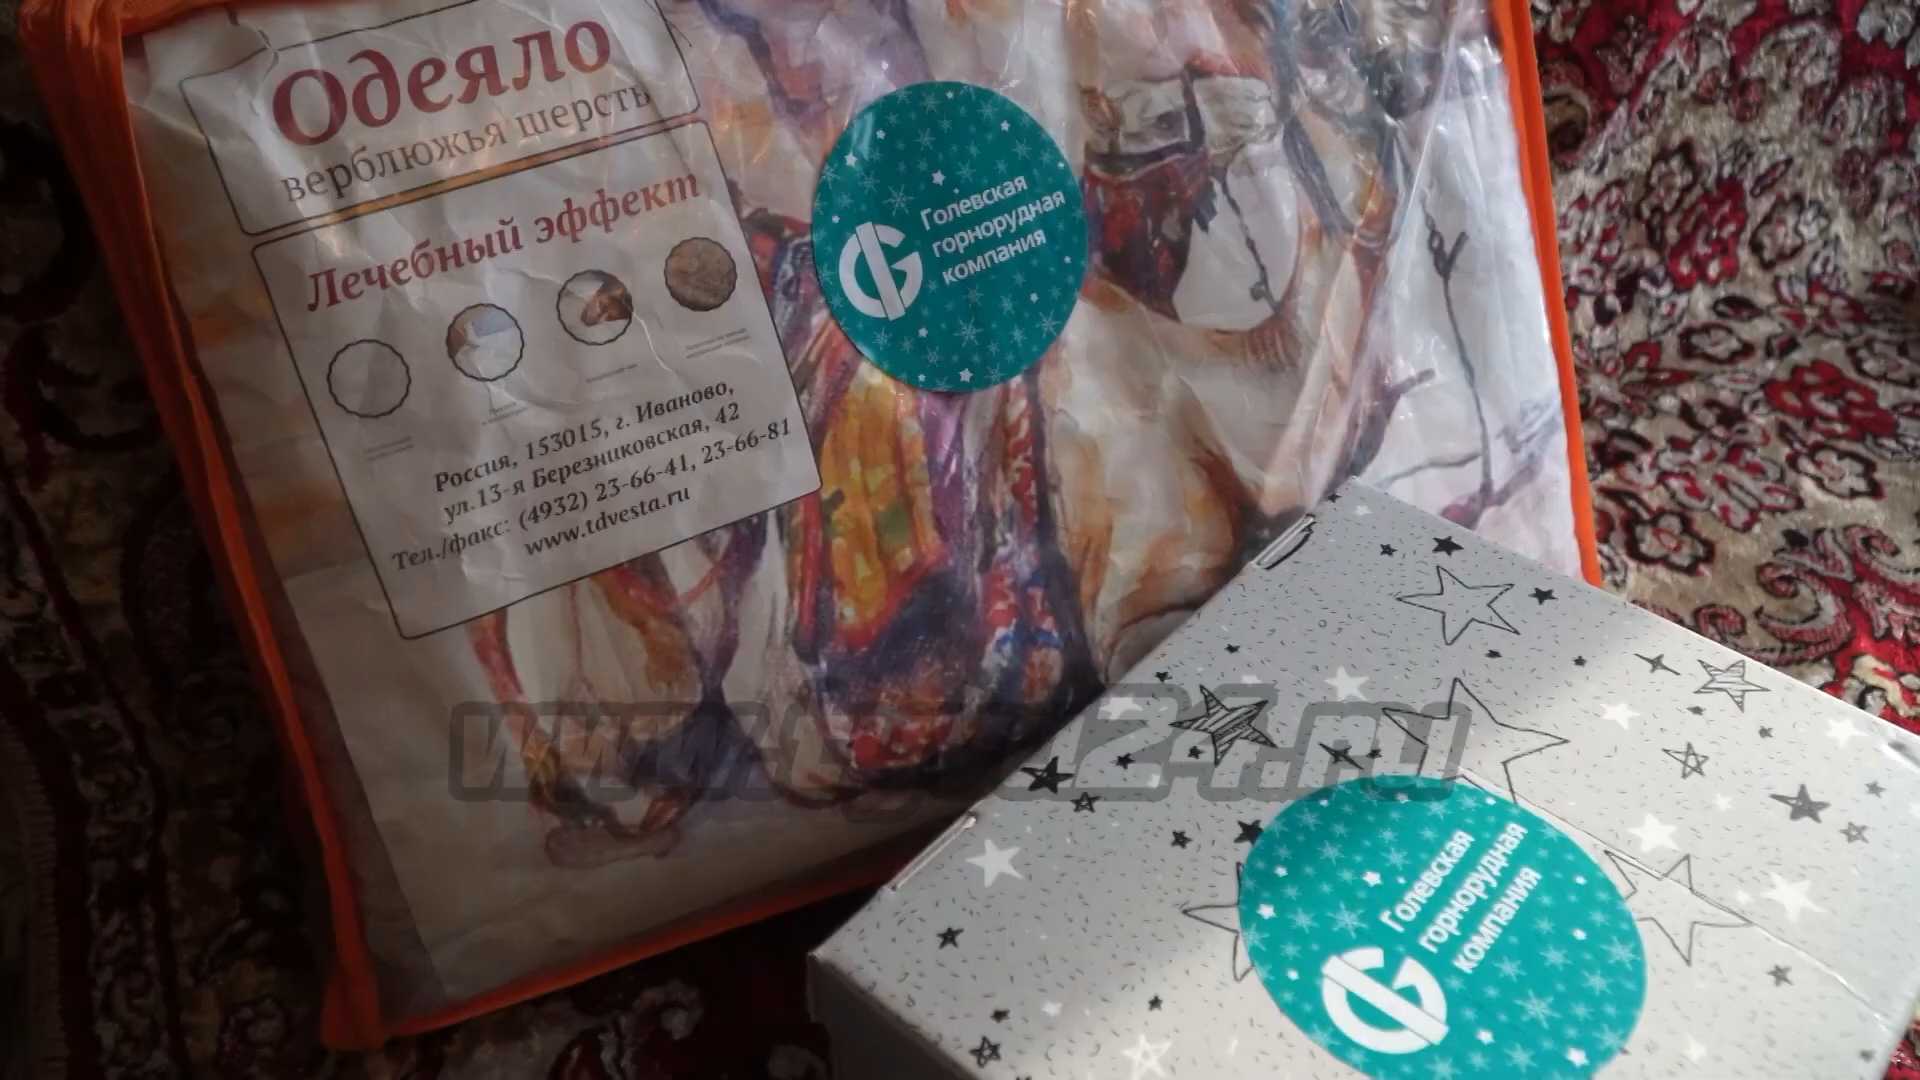 Одеяло
верблюжья шерсть
Лечебный эффект
Россия, 153015, г. Иваново,
ул.13-я Березниковская, 42
Тел./факс: (4932) 23-66-41, 23-66-81
www.tdvesta.ru
Голевская
горнорудная
компания
Голевская
горнорудная
компания